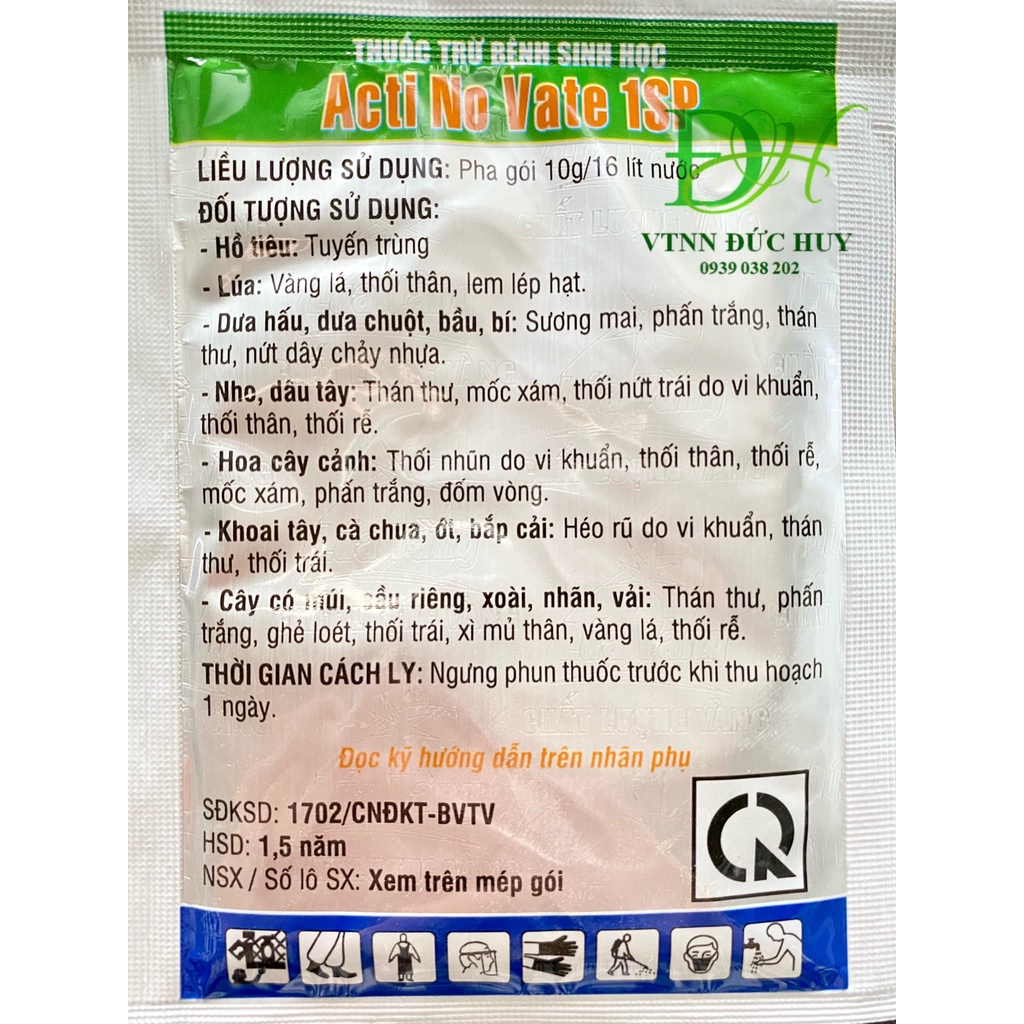 THUỐC TRỪ BỆNH SINH HỌC
Acti No Vate 1SP
LIỀU LƯỢNG SỬ DỤNG: Pha gói 10g/16 lít nước
ĐỐI TƯỢNG SỬ DỤNG:
ĐH
VTNN ĐỨC HUY
0939 038 202
- Hồ tiêu: Tuyến trùng
- Lúa: Vàng lá, thối thân, lem lép hạt.
- Dưa hấu, dưa chuột, bầu, bí: Sương mai, phấn trắng, thán
thư, nứt dây chảy nhựa.
- Nho, dâu tây: Thán thư, mốc xám, thối nứt trái do vi khuẩn,
thối thân, thối rễ.
- Hoa cây cảnh: Thối nhũn do vi khuẩn, thối thân, thối rễ,
mốc xám, phấn trắng, đốm vòng.
- Khoai tây, cà chua, ớt, bắp cải: Héo rũ do vi khuẩn, thán
thư, thối trái.
- Cây có múi, sầu riêng, xoài, nhãn, vải: Thán thư, phấn
trắng, ghẻ loét, thối trái, xì mủ thân, vàng lá, thối rễ.
THỜI GIAN CÁCH LY: Ngưng phun thuốc trước khi thu hoạch
1 ngày.
CHẤT LƯỢNG VÀNG
Đọc kỹ hướng dẫn trên nhãn phụ
SĐKSD: 1702/CNĐKT-BVTV
HSD: 1,5 năm
NSX / Số lô SX: Xem trên mép gói